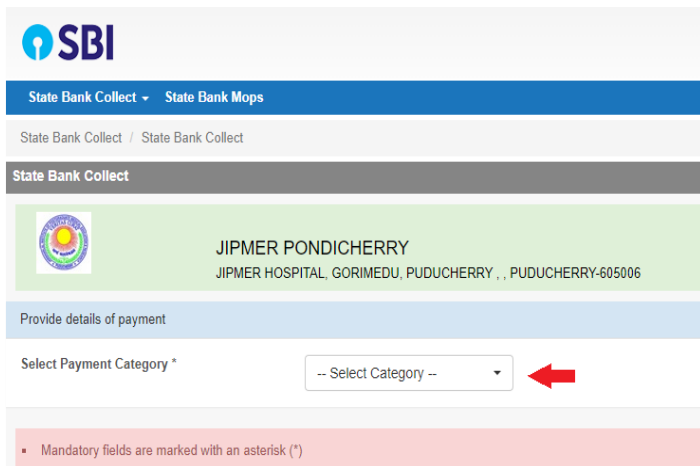 SBI
State Bank Collect State Bank Mops
State Bank Collect / State Bank Collect
State Bank Collect
JIPMER PONDICHERRY
JIPMER HOSPITAL, GORIMEDU, PUDUCHERRY , , PUDUCHERRY-605006
Provide details of payment
Select Payment Category *
-- Select Category --
Mandatory fields are marked with an asterisk (*)